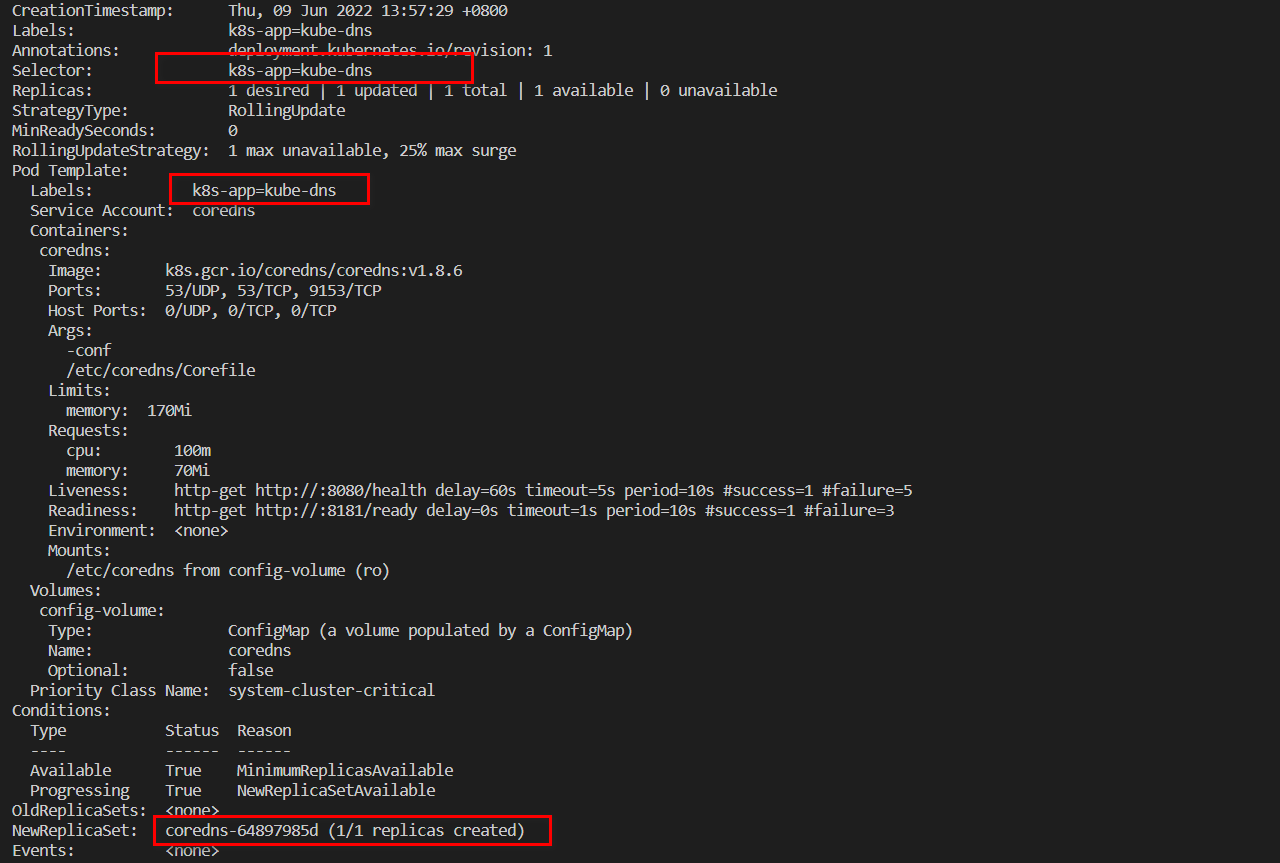 CreationTimestamp:      Thu, 09 Jun 2022 13:57:29 +0800
Labels:                 k8s-app=kube-dns
Annotations:            deployment.kubernetes.io/revision: 1
Selector:               k8s-app=kube-dns
Replicas:               1 desired | 1 updated | 1 total | 1 available | 0 unavailable
StrategyType:           RollingUpdate
MinReadySeconds:        0
RollingUpdateStrategy:  1 max unavailable, 25% max surge
Pod Template:
  Labels:           k8s-app=kube-dns
  Service Account:  coredns
  Containers:
   coredns:
    Image:       k8s.gcr.io/coredns/coredns:v1.8.6
    Ports:       53/UDP, 53/TCP, 9153/TCP
    Host Ports:  0/UDP, 0/TCP, 0/TCP
    Args:
      -conf
      /etc/coredns/Corefile
    Limits:
      memory:  170Mi
    Requests:
      cpu:        100m
      memory:     70Mi
    Liveness:     http-get http://:8080/health delay=60s timeout=5s period=10s #success=1 #failure=5
    Readiness:    http-get http://:8181/ready delay=0s timeout=1s period=10s #success=1 #failure=3
    Environment:  <none>
    Mounts:
      /etc/coredns from config-volume (ro)
  Volumes:
   config-volume:
    Type:               ConfigMap (a volume populated by a ConfigMap)
    Name:               coredns
    Optional:           false
  Priority Class Name:  system-cluster-critical
Conditions:
  Type           Status  Reason
  ----           ------  ------
  Available      True    MinimumReplicasAvailable
  Progressing    True    NewReplicaSetAvailable
OldReplicaSets:  <none>
NewReplicaSet:   coredns-64897985d (1/1 replicas created)
Events:          <none>